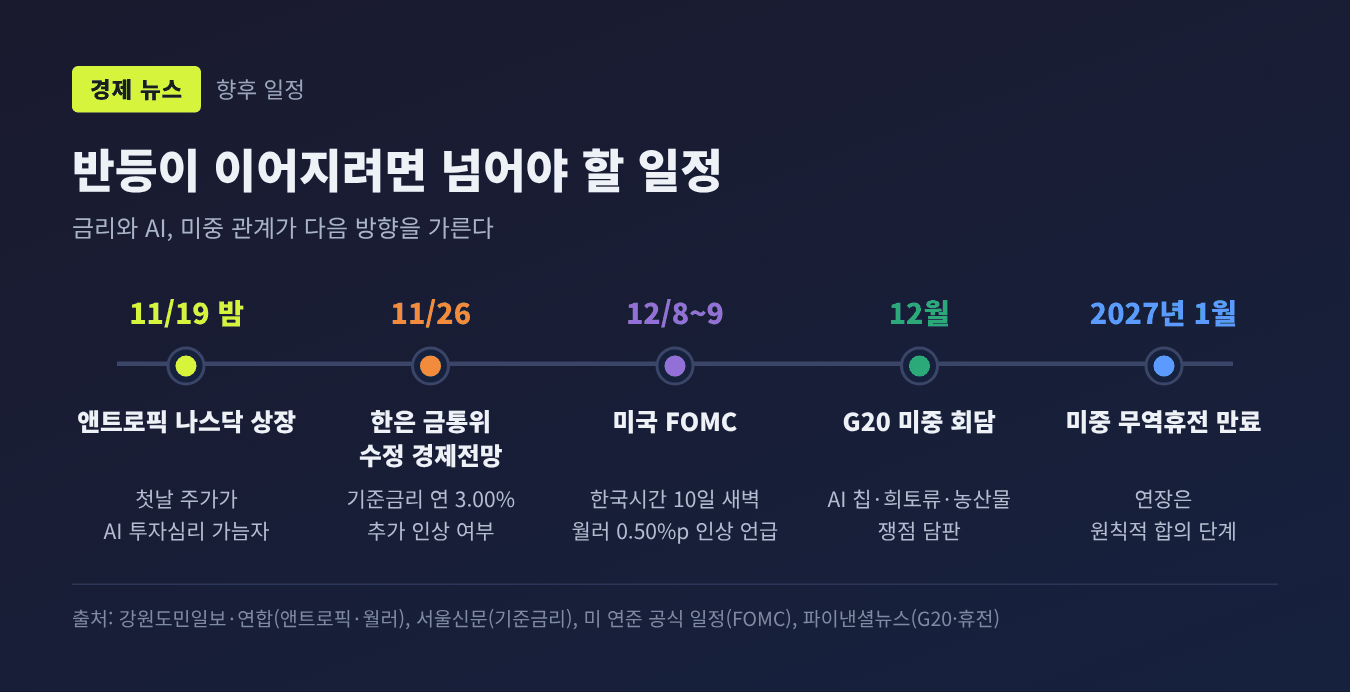 경제 뉴스 향후 일정
반등이 이어지려면 넘어야 할 일정
금리와 AI, 미중 관계가 다음 방향을 가른다
11/19 밤
11/26
12/8~9
12월
2027년 1월
앤트로픽 나스닥 상장
한은 금통위
수정 경제전망
미국 FOMC
G20 미중 회담
미중 무역휴전 만료
첫날 주가가
AI 투자심리 가늠자
기준금리 연 3.00%
추가 인상 여부
한국시간 10일 새벽
월러 0.50%p 인상 언급
AI 칩·희토류·농산물
쟁점 담판
연장은
원칙적 합의 단계
출처: 강원도민일보·연합(앤트로픽·월러), 서울신문(기준금리), 미 연준 공식 일정(FOMC), 파이낸셜뉴스(G20·휴전)